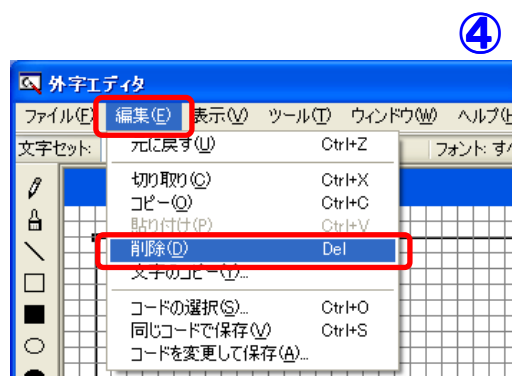 ④
外字エディタ
ファイル(F) 編集(E) 表示(V) ツール(T) ウィンドウ(W) ヘルプ(H
文字セット: フォント: すべ
元に戻す(U) Ctrl+Z
切り取り(C) Ctrl+X
コピー(O) Ctrl+C
貼り付け(P) Ctrl+V
削除(D) Del
文字のコピー(Y)...
コードの選択(S)... Ctrl+O
同じコードで保存(V) Ctrl+S
コードを変更して保存(A)...